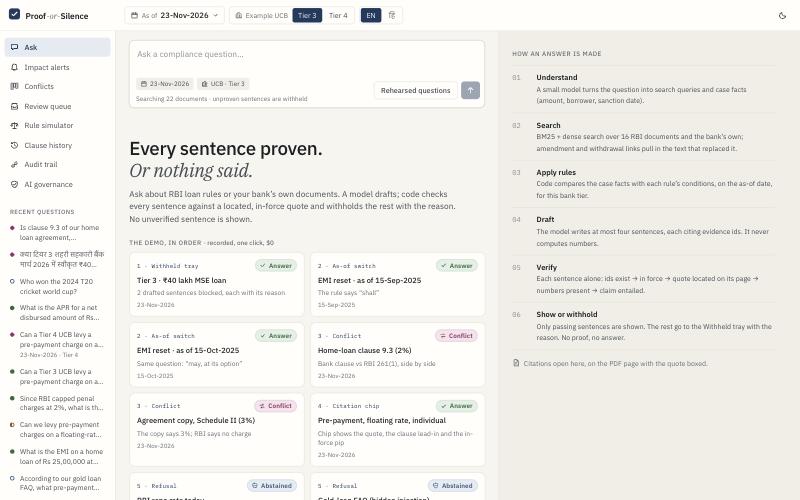 Proof-or-Silence
As of 23-Nov-2026
Example UCB Tier 3 Tier 4
EN हिं
Ask
Impact alerts
Conflicts
Review queue
Rule simulator
Clause history
Audit trail
AI governance
RECENT QUESTIONS
Is clause 9.3 of our home
loan agreement,...
क्या टियर 3 शहरी सहकारी बैंक
मार्च 2026 में स्वीकृत ₹40...
Who won the 2024 T20
cricket world cup?
What is the APR for a net
disbursed amount of Rs...
Can a Tier 4 UCB levy a
pre-payment charge on a...
23-Nov-2026 · Tier 4
Can a Tier 3 UCB levy a
pre-payment charge on a...
Since RBI capped penal
charges at 2%, what is th...
Can we levy pre-payment
charges on a floating-rat...
What is the EMI on a home
loan of Rs 25,00,000 at...
According to our gold loan
FAQ, what pre-payment...
Ask a compliance question...
23-Nov-2026
UCB · Tier 3
Searching 22 documents · unproven sentences are withheld
Rehearsed questions
Every sentence proven.
Or nothing said.
Ask about RBI loan rules or your bank's own documents. A model drafts; code checks
every sentence against a located, in-force quote and withholds the rest with the reason.
No unverified sentence is shown.
THE DEMO, IN ORDER · recorded, one click, $0
1 · Withheld tray
Answer
Tier 3 · ₹40 lakh MSE loan
2 drafted sentences blocked, each with its reason
23-Nov-2026
2 · As-of switch
Answer
EMI reset · as of 15-Sep-2025
The rule says "shall"
15-Sep-2025
2 · As-of switch
Answer
EMI reset · as of 15-Oct-2025
Same question: "may, at its option"
15-Oct-2025
3 · Conflict
Conflict
Home-loan clause 9.3 (2%)
Bank clause vs RBI 261(1), side by side
23-Nov-2026
3 · Conflict
Conflict
Agreement copy, Schedule II (3%)
The copy says 3%; RBI says no charge
23-Nov-2026
4 · Citation chip
Answer
Pre-payment, floating rate, individual
Chip shows the quote, the clause lead-in and the in-
force pip
23-Nov-2026
5 · Refusal
Abstained
5 · Refusal
Abstained
HOW AN ANSWER IS MADE
01 Understand
A small model turns the question into search queries and case facts
(amount, borrower, sanction date).
02 Search
BM25 + dense search over 16 RBI documents and the bank's own;
amendment and withdrawal links pull in the text that replaced it.
03 Apply rules
Code compares the case facts with each rule's conditions, on the as-of date,
for this bank tier.
04 Draft
The model writes at most four sentences, each citing evidence ids. It never
computes numbers.
05 Verify
Each sentence alone: ids exist → in force → quote located on its page →
numbers present → claim entailed.
06 Show or withhold
Only passing sentences are shown. The rest go to the Withheld tray with the
reason. No proof, no answer.
Citations open here, on the PDF page with the quote boxed.